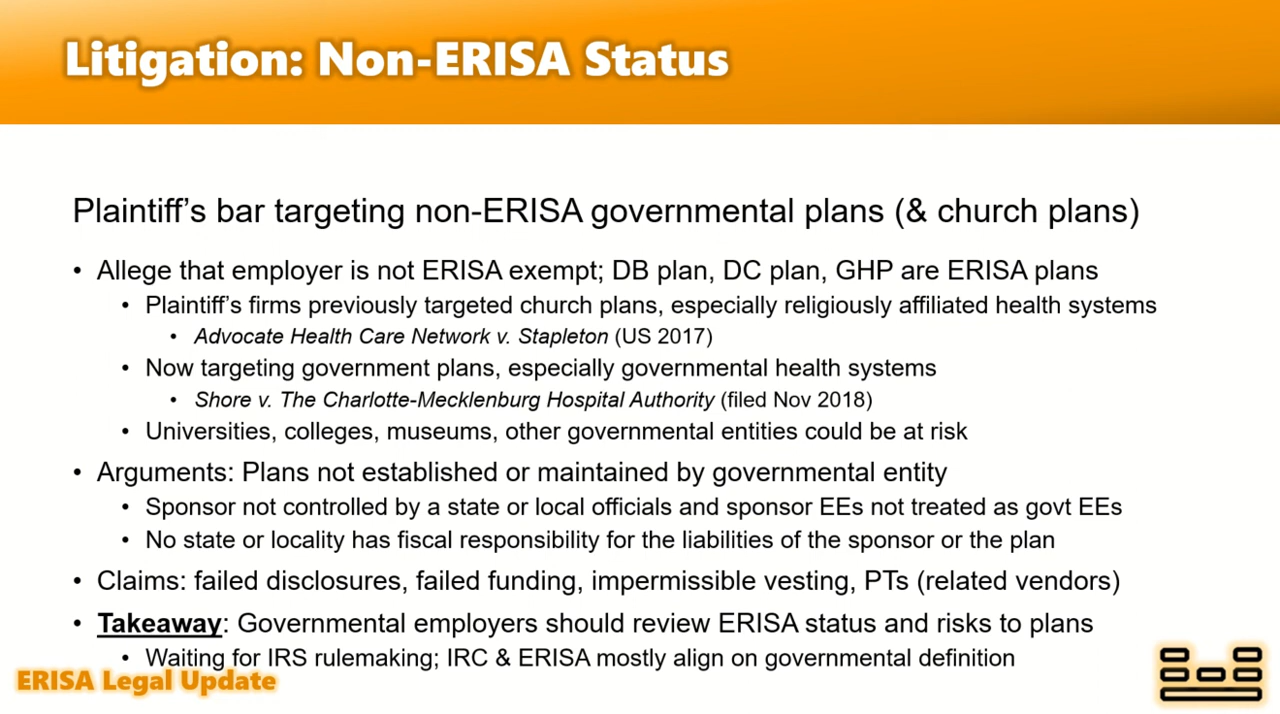 Litigation: Non-ERISA Status
Plaintiff's bar targeting non-ERISA governmental plans (& church plans)
• Allege that employer is not ERISA exempt; DB plan, DC plan, GHP are ERISA plans
• Plaintiff's firms previously targeted church plans, especially religiously affiliated health systems
• Advocate Health Care Network v. Stapleton (US 2017)
• Now targeting government plans, especially governmental health systems
• Shore v. The Charlotte-Mecklenburg Hospital Authority (filed Nov 2018)
• Universities, colleges, museums, other governmental entities could be at risk
• Arguments: Plans not established or maintained by governmental entity
• Sponsor not controlled by a state or local officials and sponsor EEs not treated as govt EEs
• No state or locality has fiscal responsibility for the liabilities of the sponsor or the plan
• Claims: failed disclosures, failed funding, impermissible vesting, PTs (related vendors)
• Takeaway: Governmental employers should review ERISA status and risks to plans
• Waiting for IRS rulemaking; IRC & ERISA mostly align on governmental definition
ERISA Legal Update